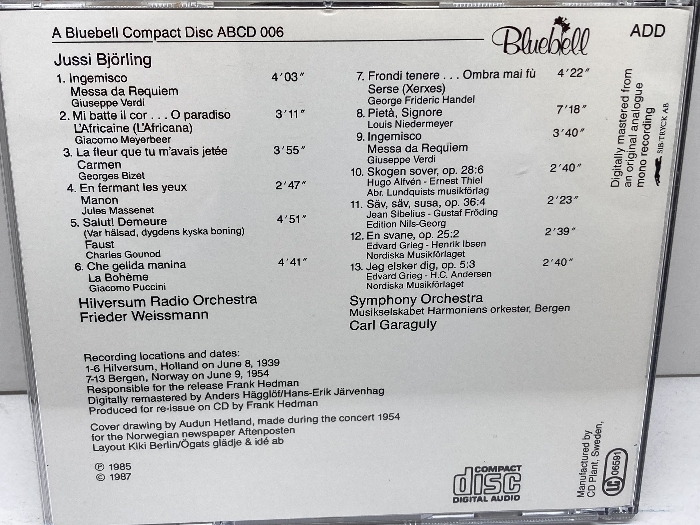 A Bluebell Compact Disc ABCD 006
Bluebell
ADD
Jussi Björling
1. Ingemisco 4'03"
Messa da Requiem
Giuseppe Verdi
2. Mi batte il cor . . . O paradiso 3'11"
L'Africaine (L'Africana)
Giacomo Meyerbeer
3. La fleur que tu m'avais jetée 3'55"
Carmen
Georges Bizet
4. En fermant les yeux 2'47"
Manon
Jules Massenet
5. Salut! Demeure 4'51"
(Var hälsad, dygdens kyska boning)
Faust
Charles Gounod
6. Che gelida manina 4'41"
La Bohème
Giacomo Puccini
Hilversum Radio Orchestra
Frieder Weissmann
7. Frondi tenere . . . Ombra mai fù 4'22"
Serse (Xerxes)
George Frideric Handel
8. Pietà, Signore 7'18"
Louis Niedermeyer
9. Ingemisco 3'40"
Messa da Requiem
Giuseppe Verdi
10. Skogen sover, op. 28:6 2'40"
Hugo Alfvén - Ernest Thiel
Abr. Lundquists musikförlag
11. Säv, säv, susa, op. 36:4 2'23"
Jean Sibelius - Gustaf Fröding
Edition Nils-Georg
12. En svane, op. 25:2 2'39"
Edvard Grieg - Henrik Ibsen
Nordiska Musikförlaget
13. Jeg elsker dig, op. 5:3 2'40"
Edvard Grieg - H.C. Andersen
Nordiska Musikförlaget
Symphony Orchestra
Musikselskabet Harmoniens orkester, Bergen
Carl Garaguly
Digitally mastered from
an original analogue
mono recording
SIB-TRYCK AB
Recording locations and dates:
1-6 Hilversum, Holland on June 8, 1939
7-13 Bergen, Norway on June 9, 1954
Responsible for the release Frank Hedman
Digitally remastered by Anders Hägglöf/Hans-Erik Järvenhag
Produced for re-issue on CD by Frank Hedman
Cover drawing by Audun Hetland, made during the concert 1954
for the Norwegian newspaper Aftenposten
Layout Kiki Berlin/Ögats glädje & idé ab
℗ 1985
© 1987
COMPACT
disc
DIGITAL AUDIO
Manufactured by
CD Plant, Sweden,
LC 06591